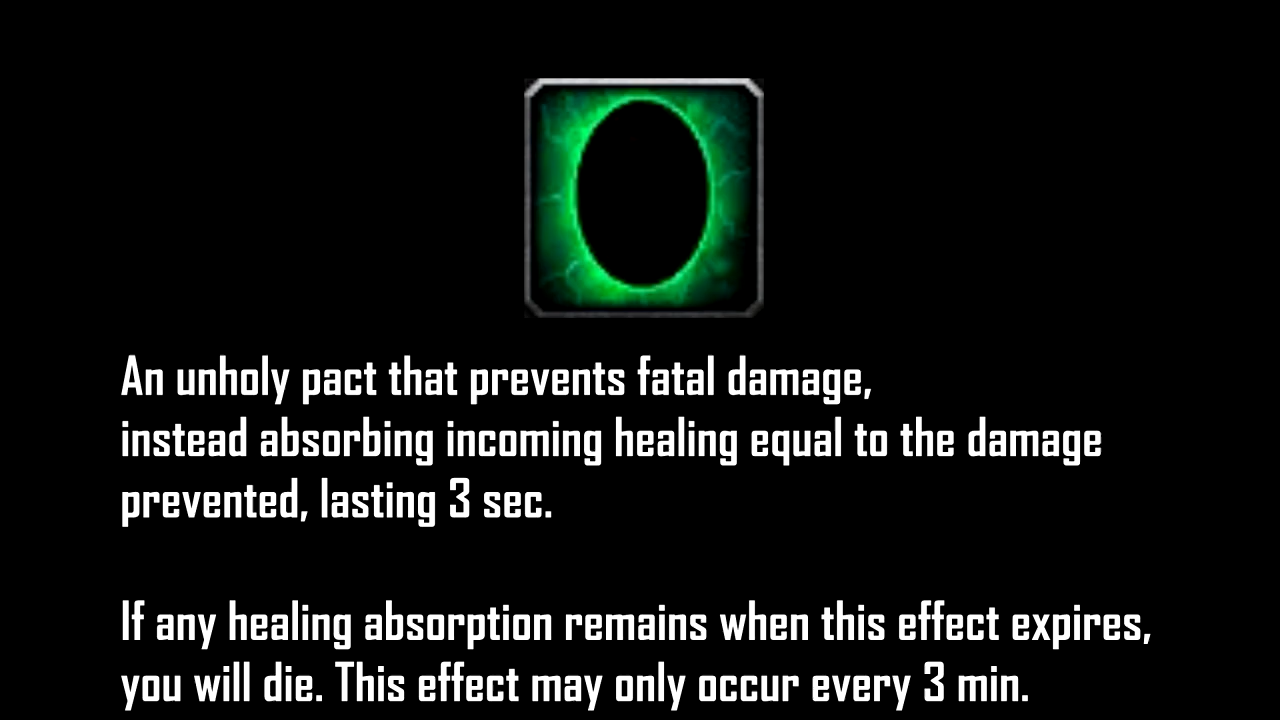 An unholy pact that prevents fatal damage,
instead absorbing incoming healing equal to the damage
prevented, lasting 3 sec.
If any healing absorption remains when this effect expires,
you will die. This effect may only occur every 3 min.